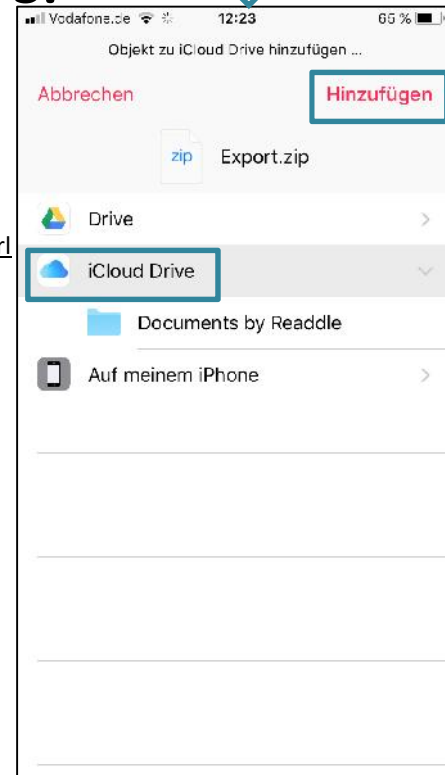 Vodafone.de 12:23 65 %
Objekt zu iCloud Drive hinzufügen ...
Abbrechen Hinzufügen
zip Export.zip
Drive
iCloud Drive
Documents by Readdle
Auf meinem iPhone